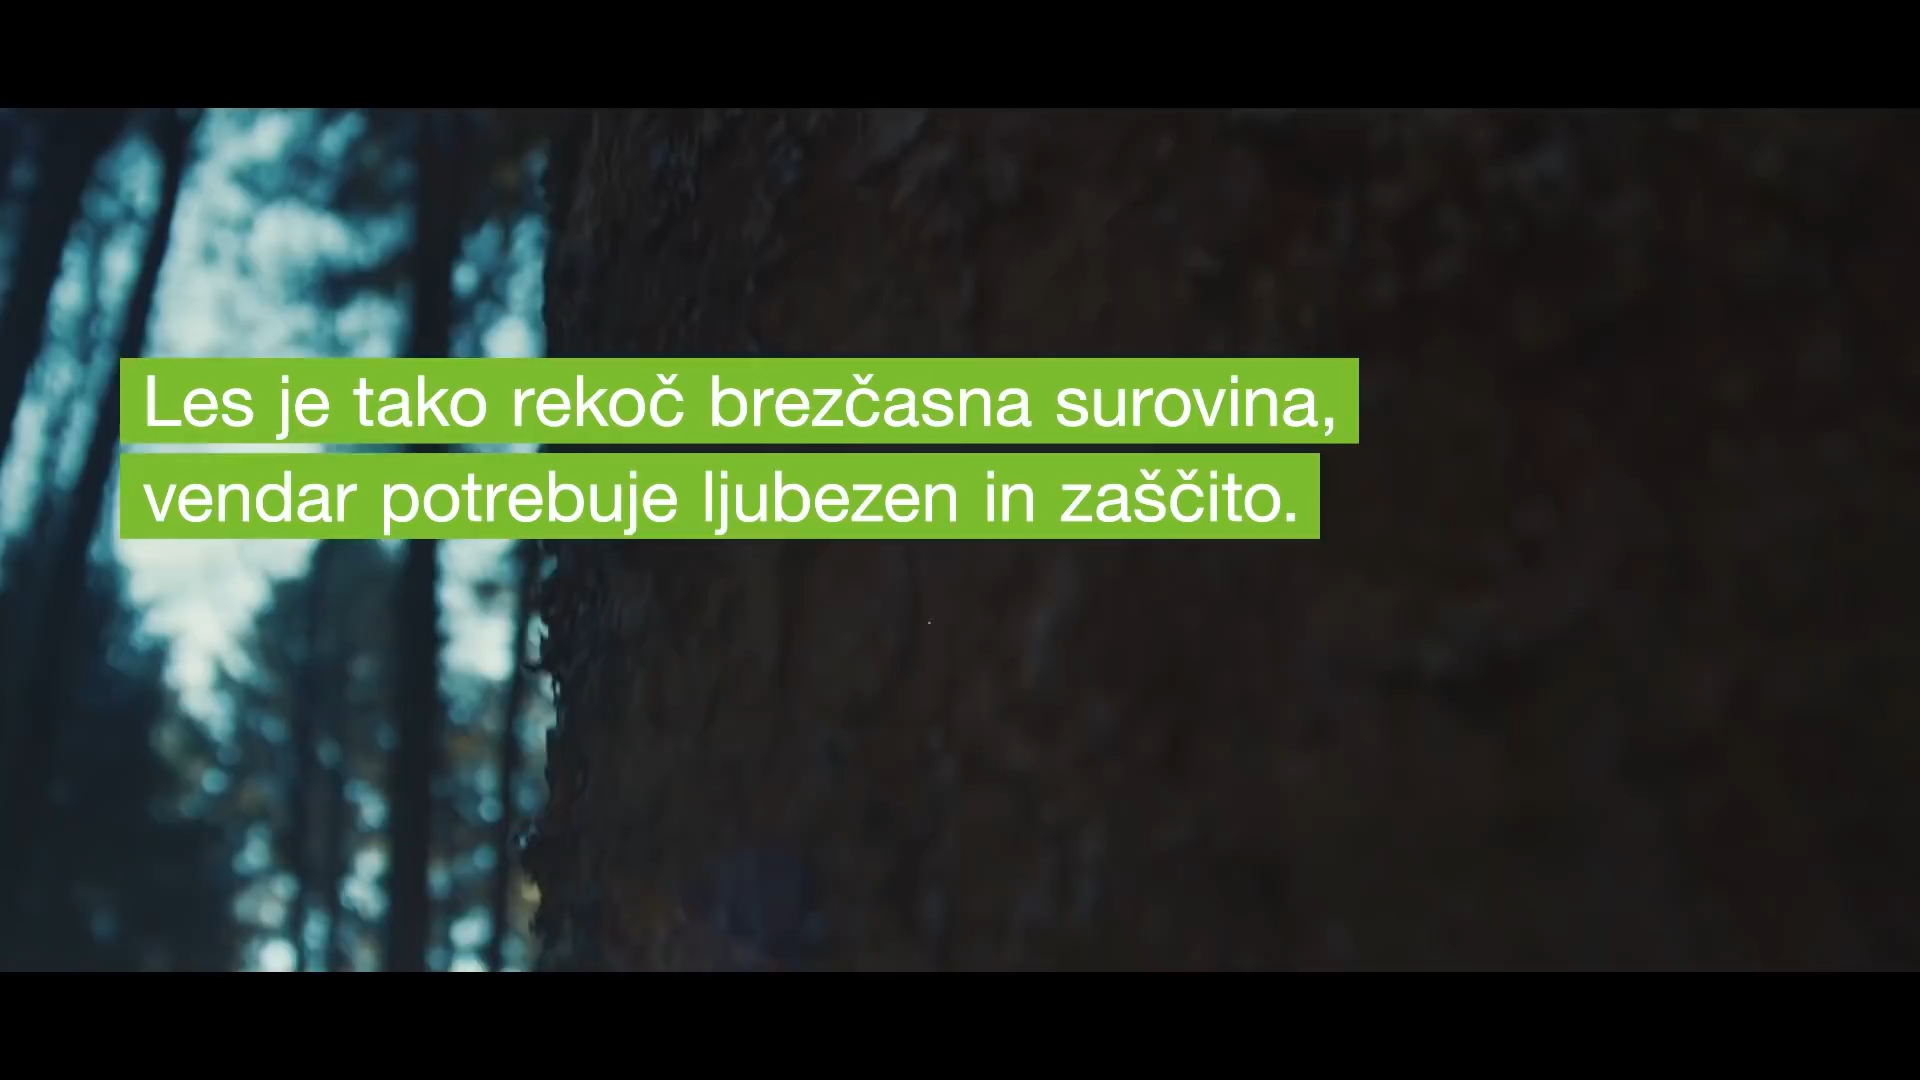 Les je tako rekoč brezčasna surovina,
vendar potrebuje ljubezen in zaščito.